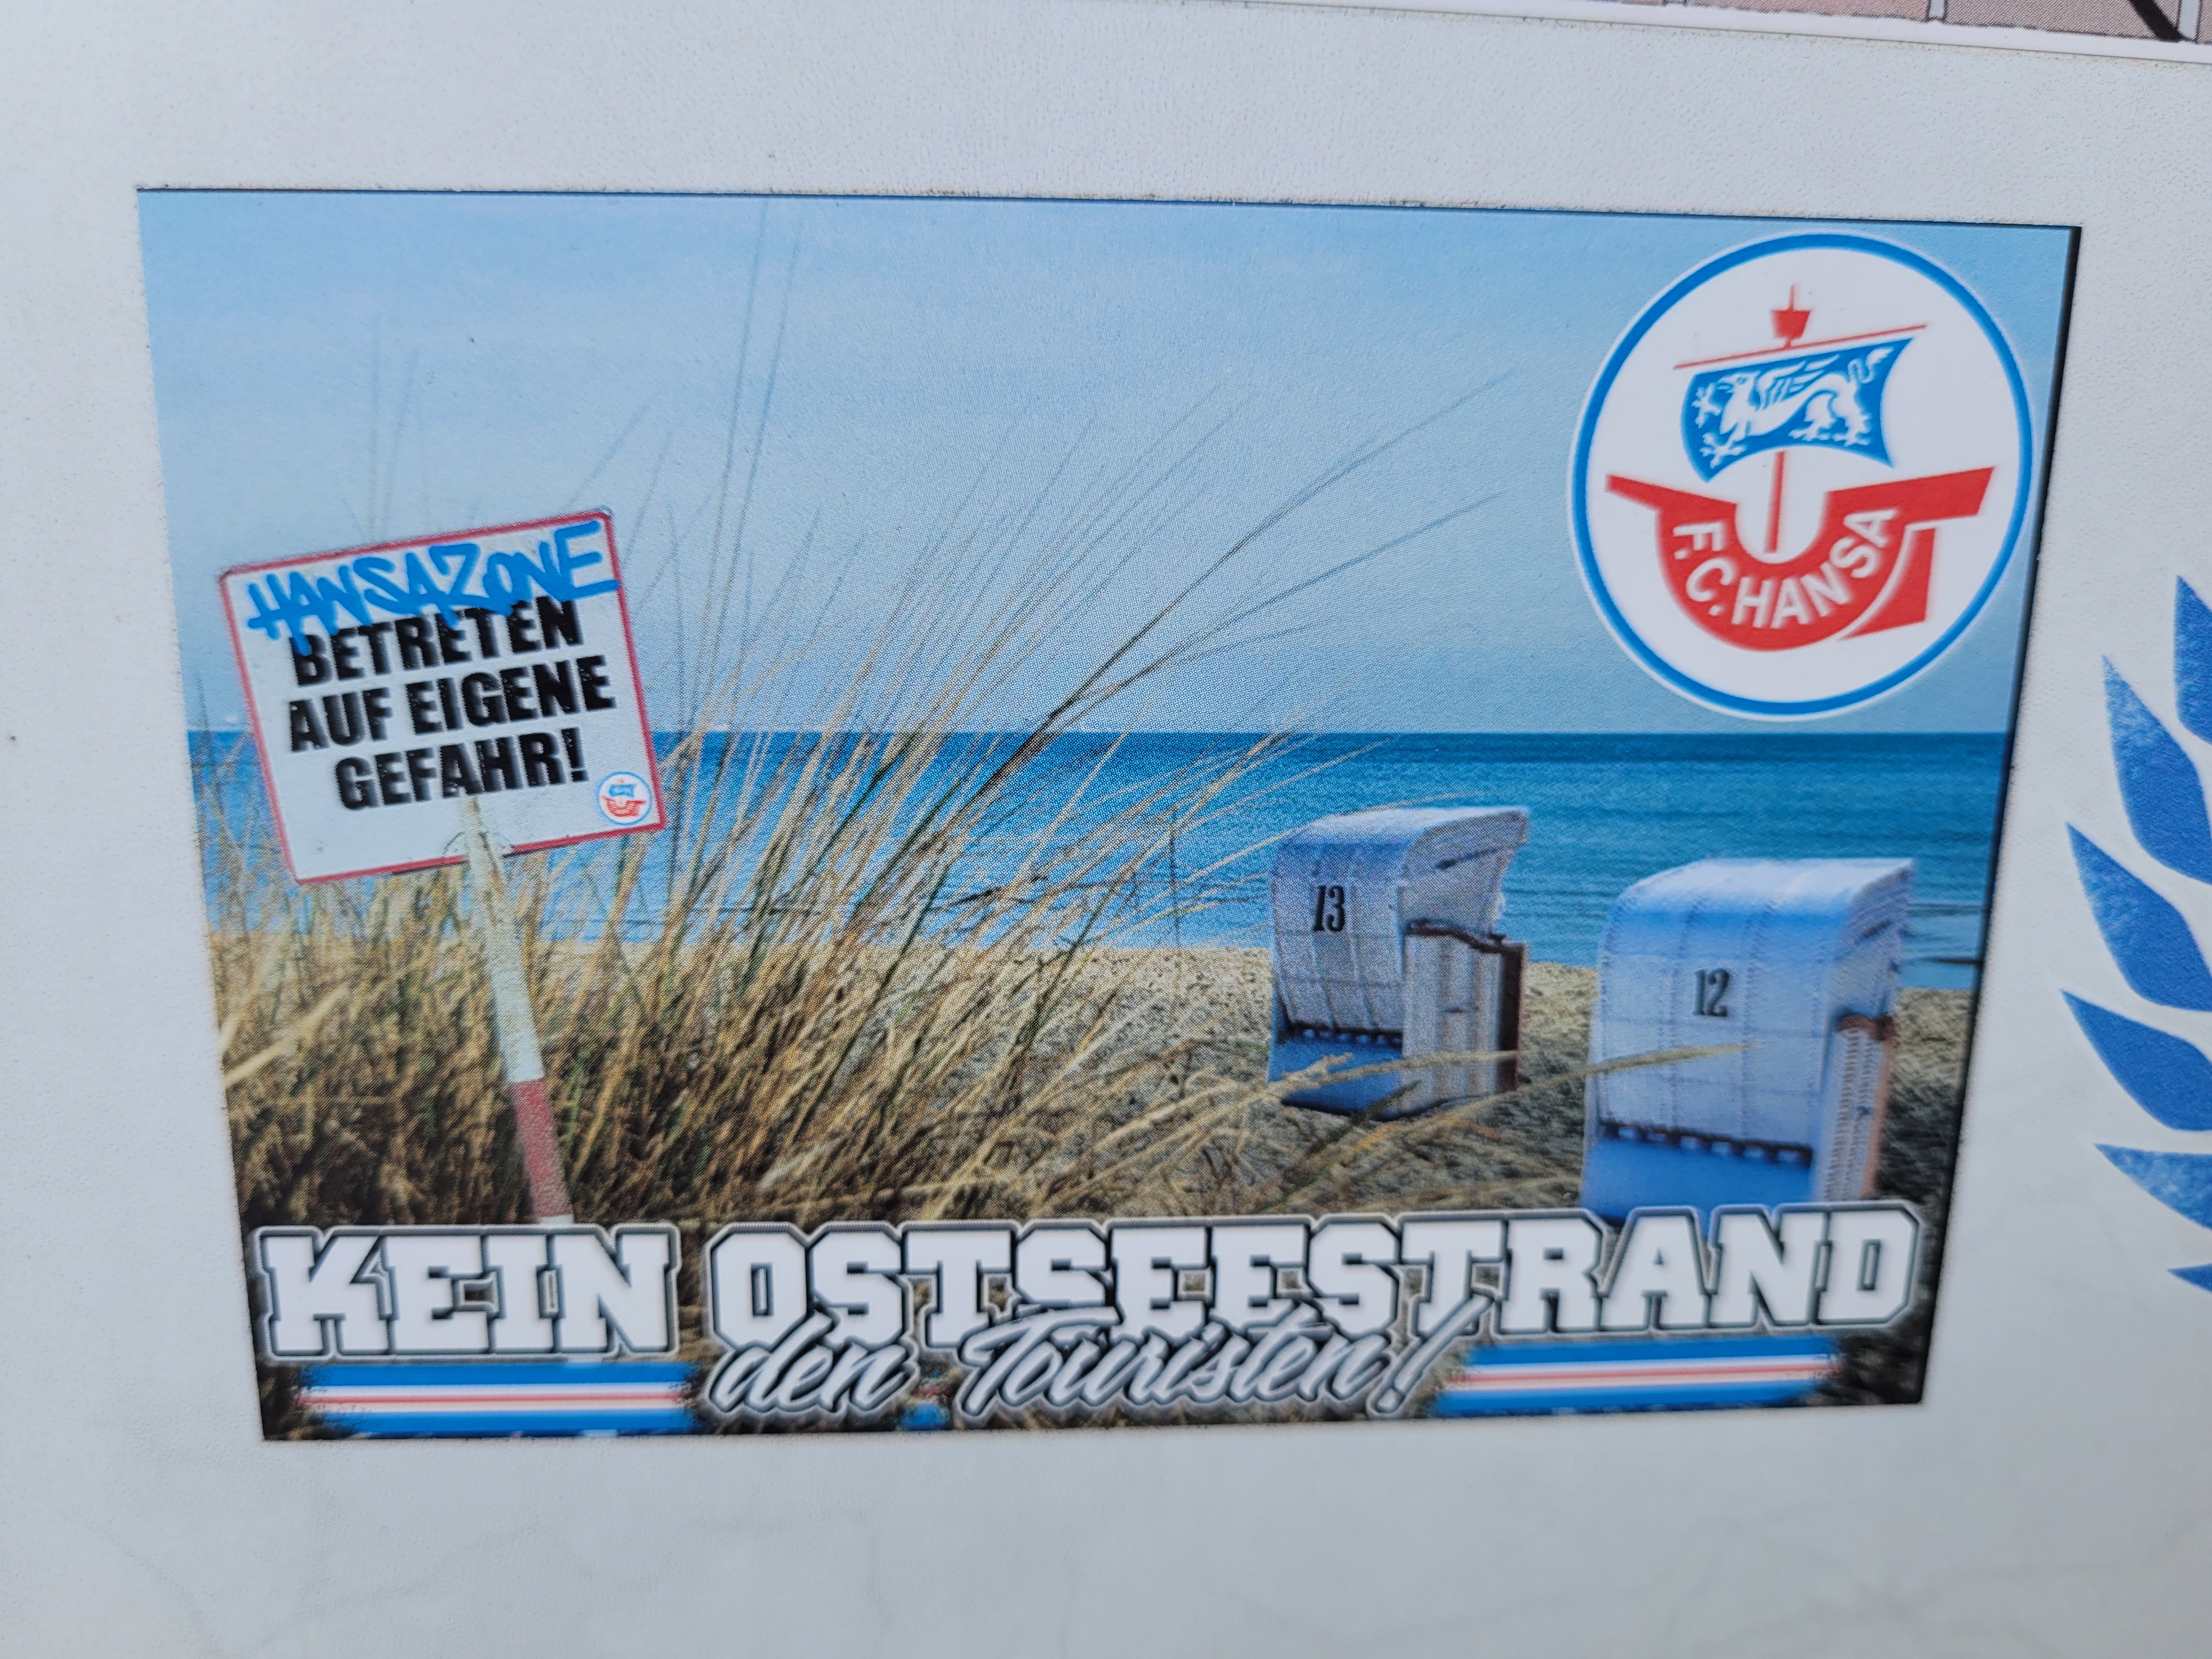 F.C. HANSA
HANSAZONE
BETRETEN
AUF EIGENE
GEFAHR!
13
12
KEIN OSTSEESTRAND
den Touristen!